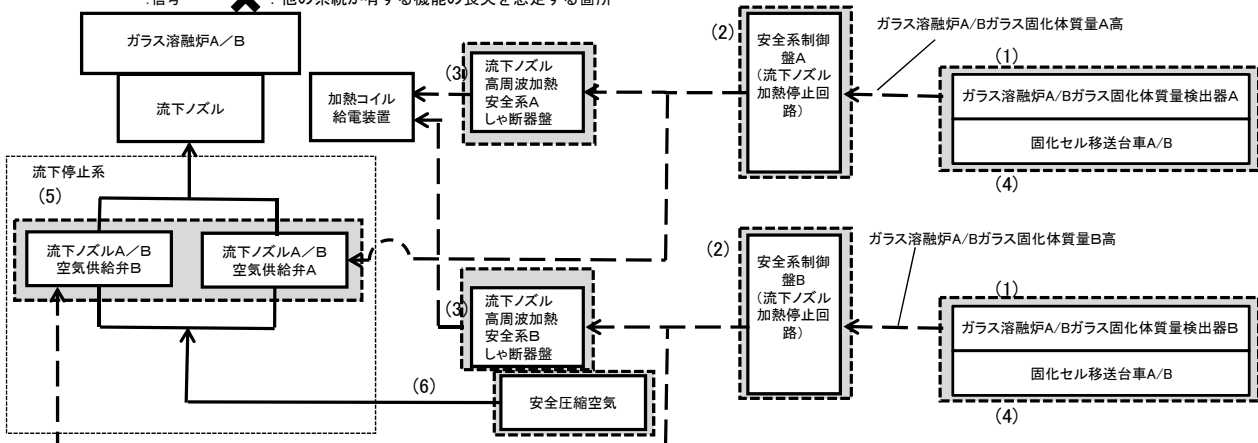 ：信号
：他の系統が有する機能の喪失を想定する箇所
ガラス溶融炉A／B
流下ノズル
加熱コイル
給電装置
(3)
流下ノズル
高周波加熱
安全系A
しゃ断器盤
(2)
安全系制御
盤A
(流下ノズル
加熱停止回
路)
ガラス溶融炉A/Bガラス固化体質量A高
(1)
ガラス溶融炉A/Bガラス固化体質量検出器A
固化セル移送台車A/B
(4)
流下停止系
(5)
流下ノズルA／B
空気供給弁B
流下ノズルA／B
空気供給弁A
(3)
流下ノズル
高周波加熱
安全系B
しゃ断器盤
(2)
安全系制御
盤B
(流下ノズル
加熱停止回
路)
ガラス溶融炉A/Bガラス固化体質量B高
(1)
ガラス溶融炉A/Bガラス固化体質量検出器B
固化セル移送台車A/B
(4)
(6)
安全圧縮空気